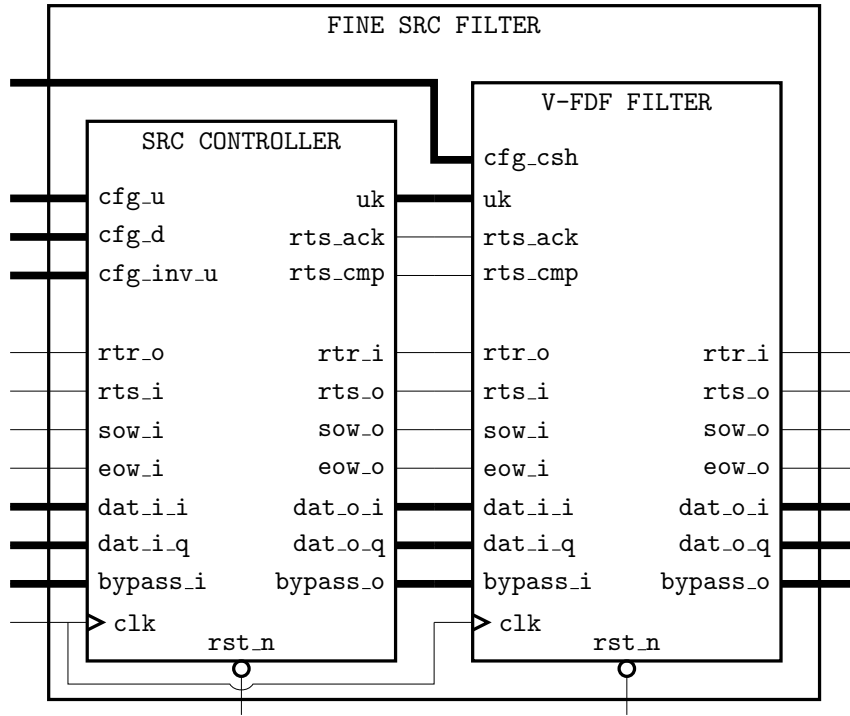 FINE SRC FILTER
SRC CONTROLLER
cfg_u
cfg_d
cfg_inv_u
rtr_o
rts_i
sow_i
eow_i
dat_i_i
dat_i_q
bypass_i
clk
uk
rts_ack
rts_cmp
rtr_i
rts_o
sow_o
eow_o
dat_o_i
dat_o_q
bypass_o
rst_n
V-FDF FILTER
cfg_csh
uk
rts_ack
rts_cmp
rtr_o
rts_i
sow_i
eow_i
dat_i_i
dat_i_q
bypass_i
clk
rtr_i
rts_o
sow_o
eow_o
dat_o_i
dat_o_q
bypass_o
rst_n